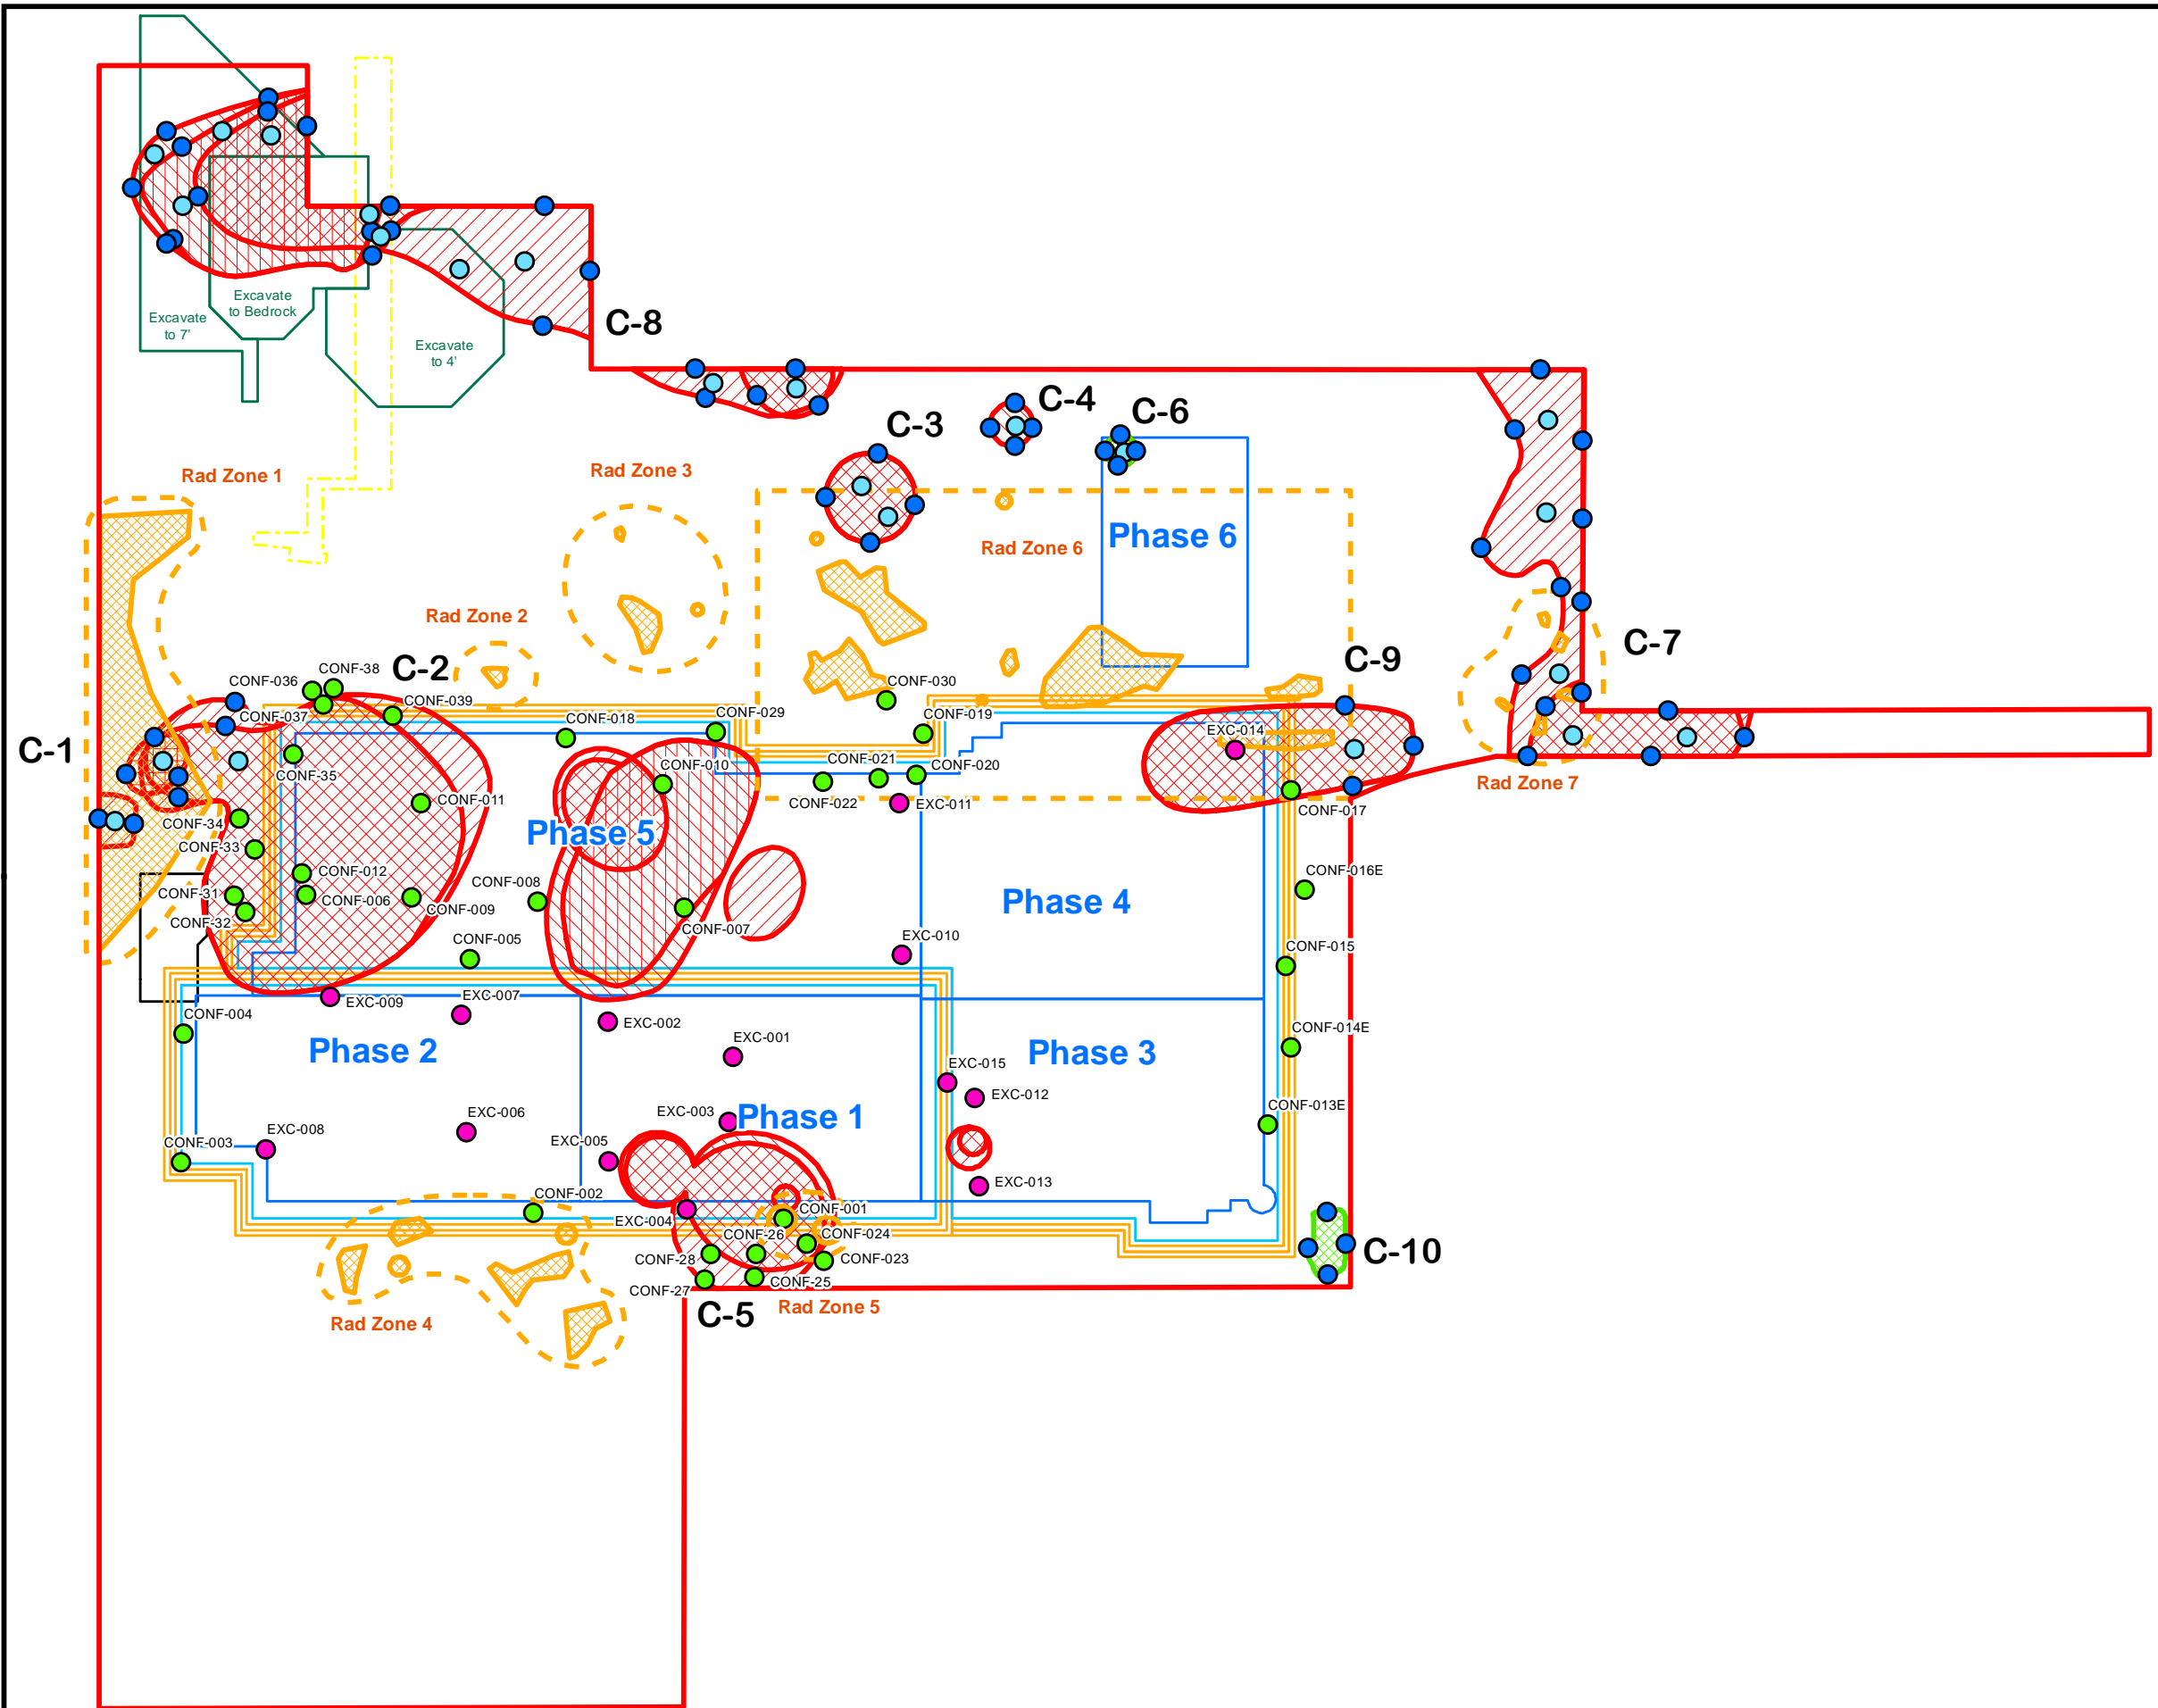 Excavate
to Bedrock
Excavate
to 7'
C-8
Excavate
to 4'
C-4
C-6
C-3
Rad Zone 3
Rad Zone 1
Phase 6
Rad Zone 6
Rad Zone 2
C-7
C-9
CONF-38
C-2
CONF-036
CONF-030
CONF-039
CONF-029
CONF-019
CONF-037
CONF-018
EXC-014
C-1
CONF-021
CONF-020
CONF-010
CONF-35
Rad Zone 7
CONF-011
CONF-022
EXC-011
CONF-017
CONF-34
Phase 5
CONF-33
CONF-012
CONF-016E
CONF-008
CONF-31
CONF-006
CONF-009
Phase 4
CONF-32
CONF-007
EXC-010
CONF-005
CONF-015
EXC-007
EXC-009
CONF-004
EXC-002
CONF-014E
EXC-001
Phase 2
Phase 3
EXC-015
EXC-012
CONF-013E
EXC-006
EXC-003
Phase 1
EXC-008
CONF-003
EXC-005
EXC-013
CONF-002
CONF-001
EXC-004
CONF-26
CONF-024
C-10
CONF-28
CONF-023
CONF-25
CONF-27
C-5
Rad Zone 5
Rad Zone 4